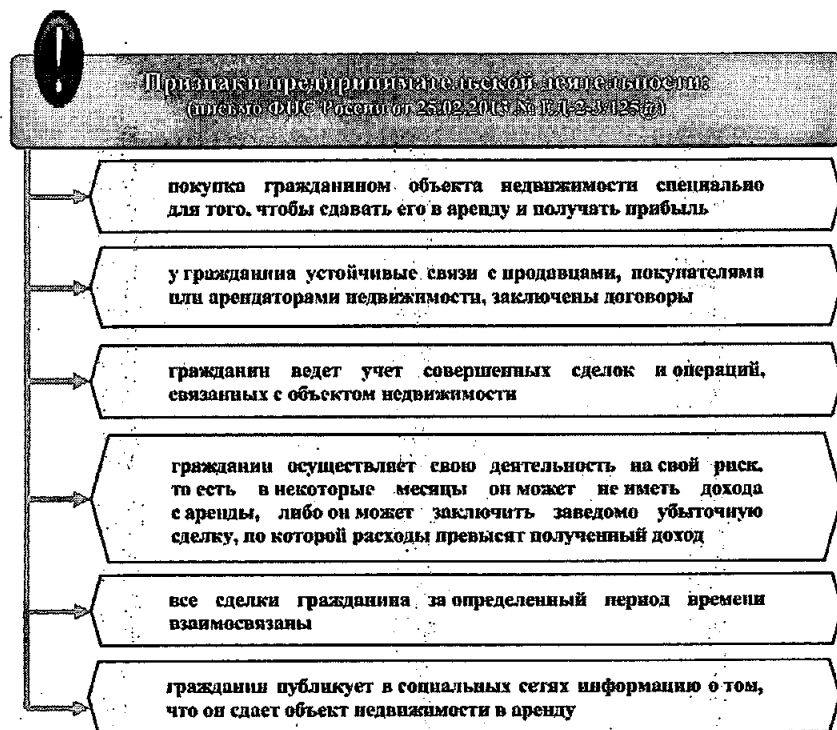 !
Признаки предпринимательской деятельности:
(письмо ФНС России от 25.02.2013 № ЕД-2-3/125@)
покупка гражданином объекта недвижимости специально
для того, чтобы сдавать его в аренду и получать прибыль
у гражданина устойчивые связи с продавцами, покупателями
или арендаторами недвижимости, заключены договоры
гражданин ведет учет совершенных сделок и операций,
связанных с объектом недвижимости
гражданин осуществляет свою деятельность на свой риск,
то есть в некоторые месяцы он может не иметь дохода
с аренды, либо он может заключить заведомо убыточную
сделку, по которой расходы превысят полученный доход
все сделки гражданина за определенный период времени
взаимосвязаны
гражданин публикует в социальных сетях информацию о том,
что он сдает объект недвижимости в аренду